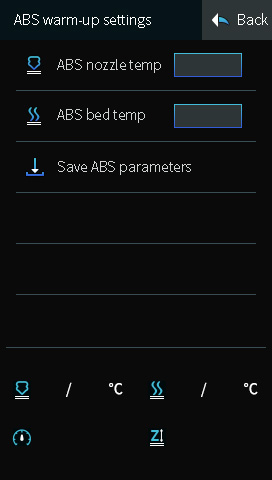 ABS warm-up settings
Back
ABS nozzle temp
ABS bed temp
Save ABS parameters
/ °C / °C
Z